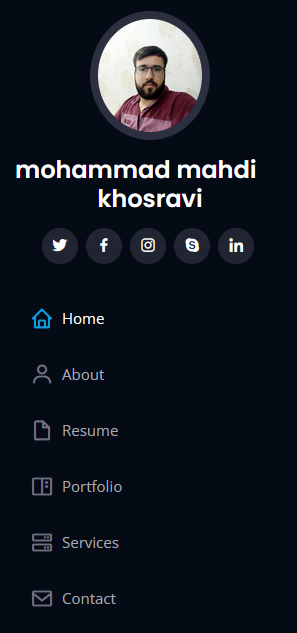 mohammad mahdi
khosravi
Home
About
Resume
Portfolio
Services
Contact